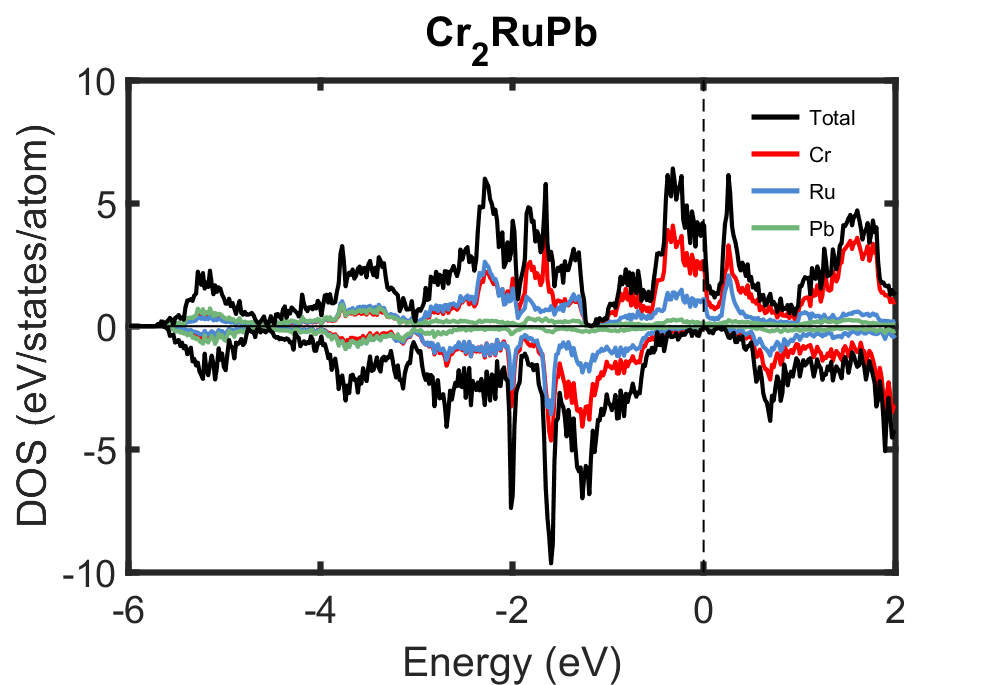 Cr2RuPb
10
5
0
-5
-10
DOS (eV/states/atom)
Total
Cr
Ru
Pb
-6 -4 -2 0 2
Energy (eV)